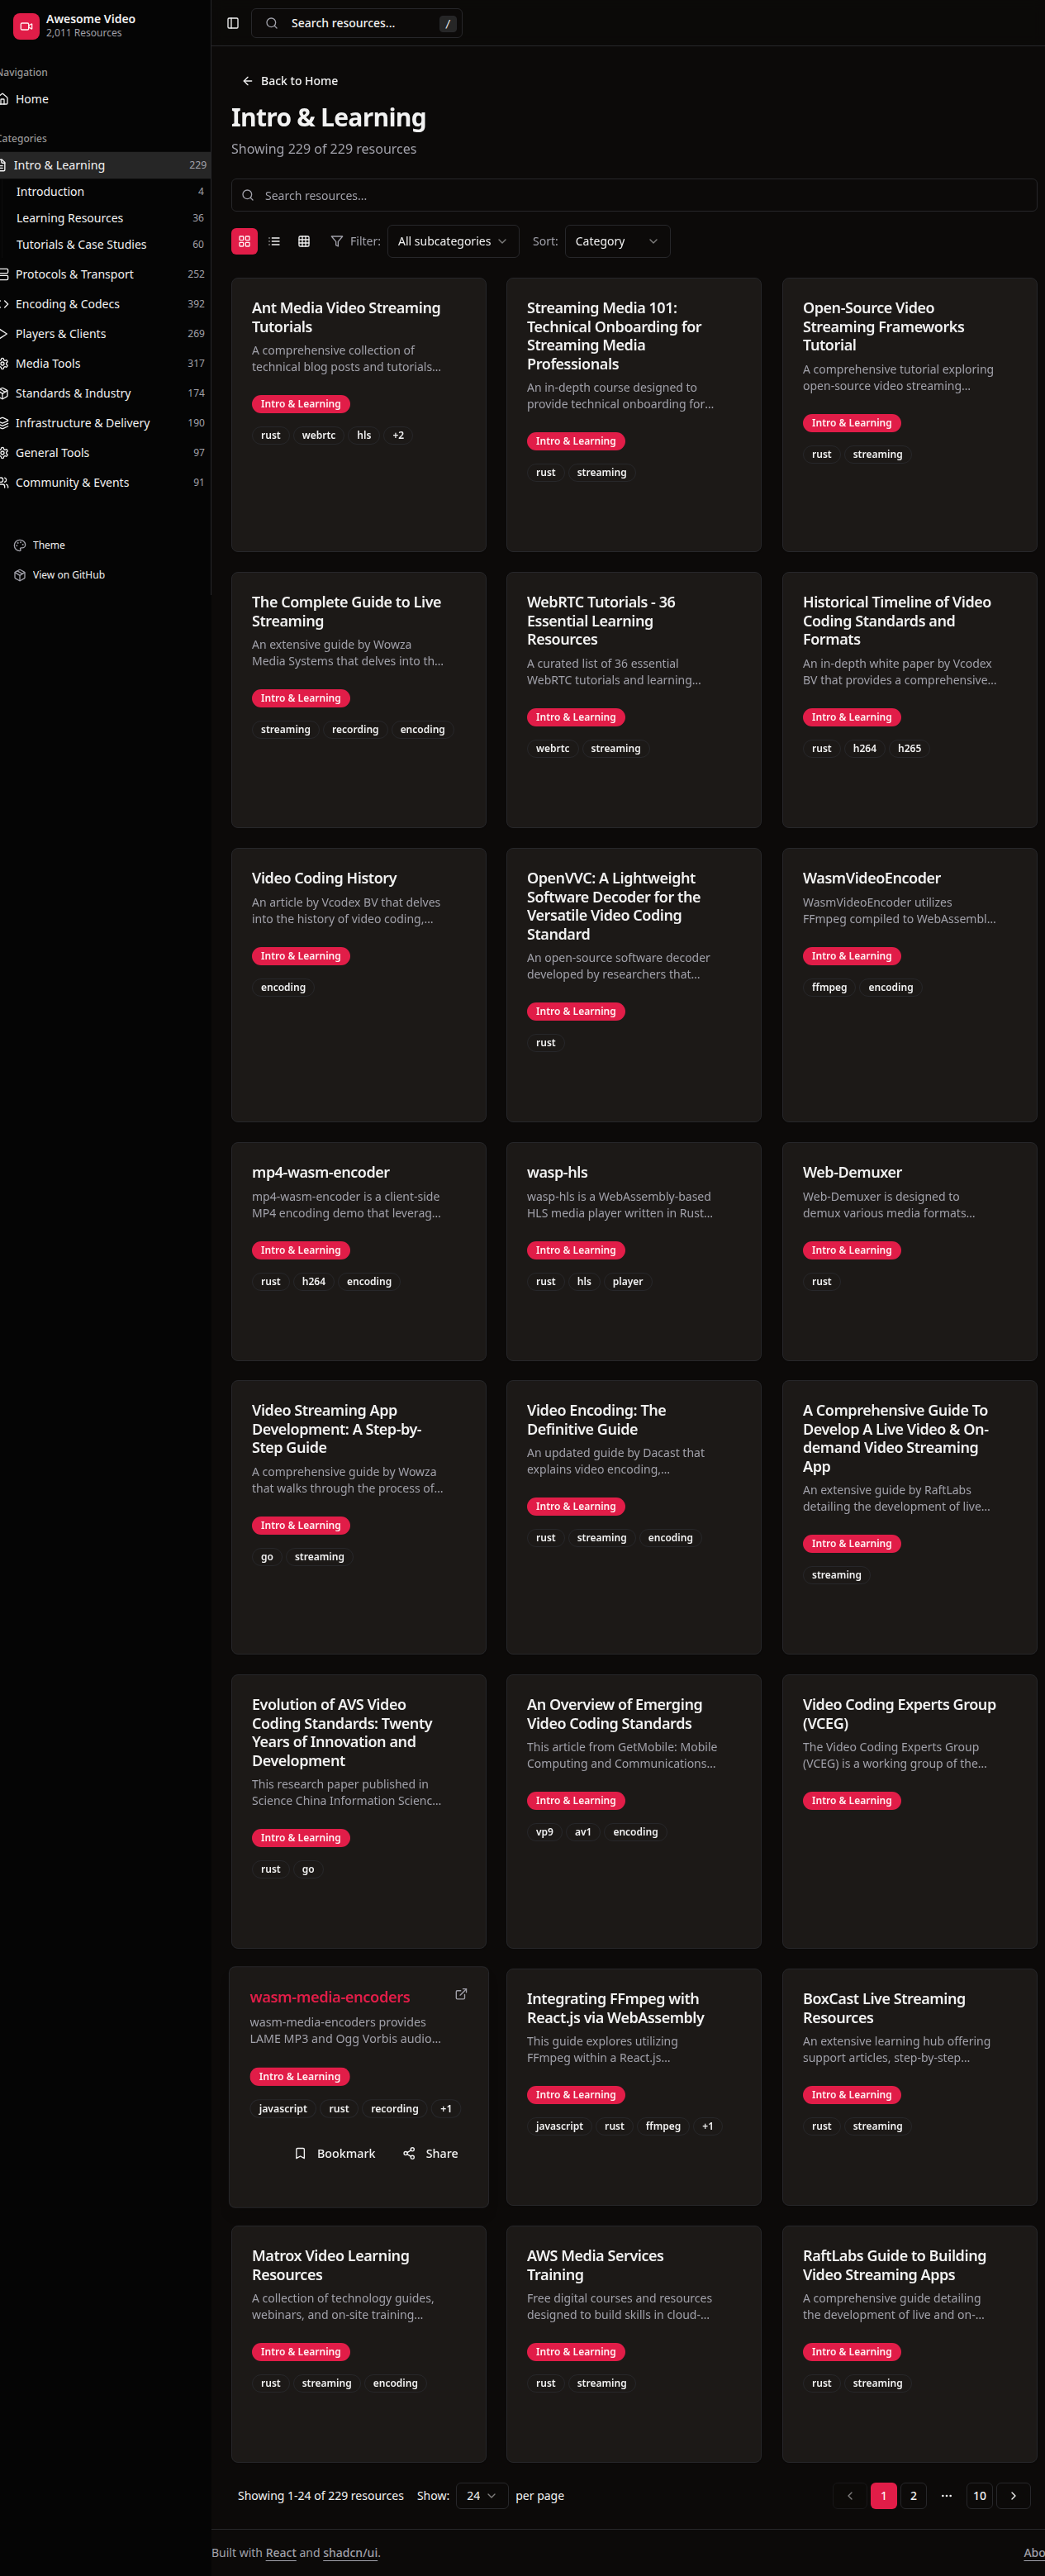 Awesome Video
2,011 Resources
Navigation
Home
Categories
Intro & Learning 229
Introduction 4
Learning Resources 36
Tutorials & Case Studies 60
Protocols & Transport 252
Encoding & Codecs 392
Players & Clients 269
Media Tools 317
Standards & Industry 174
Infrastructure & Delivery 190
General Tools 97
Community & Events 91
Theme
View on GitHub
Search resources... /
Back to Home
Intro & Learning
Showing 229 of 229 resources
Search resources...
Filter: All subcategories Sort: Category
Ant Media Video Streaming
Tutorials
A comprehensive collection of
technical blog posts and tutorials...
Intro & Learning
rust webrtc hls +2
Streaming Media 101:
Technical Onboarding for
Streaming Media
Professionals
An in-depth course designed to
provide technical onboarding for...
Intro & Learning
rust streaming
Open-Source Video
Streaming Frameworks
Tutorial
A comprehensive tutorial exploring
open-source video streaming...
Intro & Learning
rust streaming
The Complete Guide to Live
Streaming
An extensive guide by Wowza
Media Systems that delves into th...
Intro & Learning
streaming recording encoding
WebRTC Tutorials - 36
Essential Learning
Resources
A curated list of 36 essential
WebRTC tutorials and learning...
Intro & Learning
webrtc streaming
Historical Timeline of Video
Coding Standards and
Formats
An in-depth white paper by Vcodex
BV that provides a comprehensive...
Intro & Learning
rust h264 h265
Video Coding History
An article by Vcodex BV that delves
into the history of video coding,...
Intro & Learning
encoding
OpenVVC: A Lightweight
Software Decoder for the
Versatile Video Coding
Standard
An open-source software decoder
developed by researchers that...
Intro & Learning
rust
WasmVideoEncoder
WasmVideoEncoder utilizes
FFmpeg compiled to WebAssembl...
Intro & Learning
ffmpeg encoding
mp4-wasm-encoder
mp4-wasm-encoder is a client-side
MP4 encoding demo that leverag...
Intro & Learning
rust h264 encoding
wasp-hls
wasp-hls is a WebAssembly-based
HLS media player written in Rust...
Intro & Learning
rust hls player
Web-Demuxer
Web-Demuxer is designed to
demux various media formats...
Intro & Learning
rust
Video Streaming App
Development: A Step-by-
Step Guide
A comprehensive guide by Wowza
that walks through the process of...
Intro & Learning
go streaming
Video Encoding: The
Definitive Guide
An updated guide by Dacast that
explains video encoding,...
Intro & Learning
rust streaming encoding
A Comprehensive Guide To
Develop A Live Video & On-
demand Video Streaming
App
An extensive guide by RaftLabs
detailing the development of live...
Intro & Learning
streaming
Evolution of AVS Video
Coding Standards: Twenty
Years of Innovation and
Development
This research paper published in
Science China Information Scienc...
Intro & Learning
rust go
An Overview of Emerging
Video Coding Standards
This article from GetMobile: Mobile
Computing and Communications...
Intro & Learning
vp9 av1 encoding
Video Coding Experts Group
(VCEG)
The Video Coding Experts Group
(VCEG) is a working group of the...
Intro & Learning
wasm-media-encoders
wasm-media-encoders provides
LAME MP3 and Ogg Vorbis audio...
Intro & Learning
javascript rust recording +1
Bookmark Share
Integrating FFmpeg with
React.js via WebAssembly
This guide explores utilizing
FFmpeg within a React.js...
Intro & Learning
javascript rust ffmpeg +1
BoxCast Live Streaming
Resources
An extensive learning hub offering
support articles, step-by-step...
Intro & Learning
rust streaming
Matrox Video Learning
Resources
A collection of technology guides,
webinars, and on-site training...
Intro & Learning
rust streaming encoding
AWS Media Services
Training
Free digital courses and resources
designed to build skills in cloud-...
Intro & Learning
rust streaming
RaftLabs Guide to Building
Video Streaming Apps
A comprehensive guide detailing
the development of live and on-...
Intro & Learning
rust streaming
Showing 1-24 of 229 resources Show: 24 per page 1 2 ... 10
Built with React and shadcn/ui. Abo